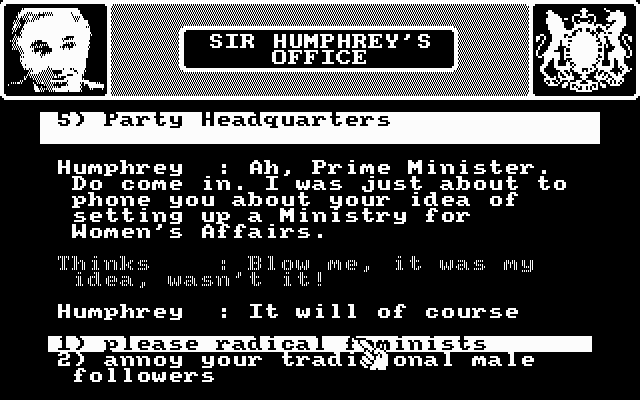 SIR HUMPHREY'S
OFFICE
5) Party Headquarters
Humphrey : Ah, Prime Minister.
Do come in. I was just about to
phone you about your idea of
setting up a Ministry for
Women's Affairs.
Thinks : Blow me, it was my
idea, wasn't it!
Humphrey : It will of course
1) please radical feminists
2) annoy your traditional male
followers